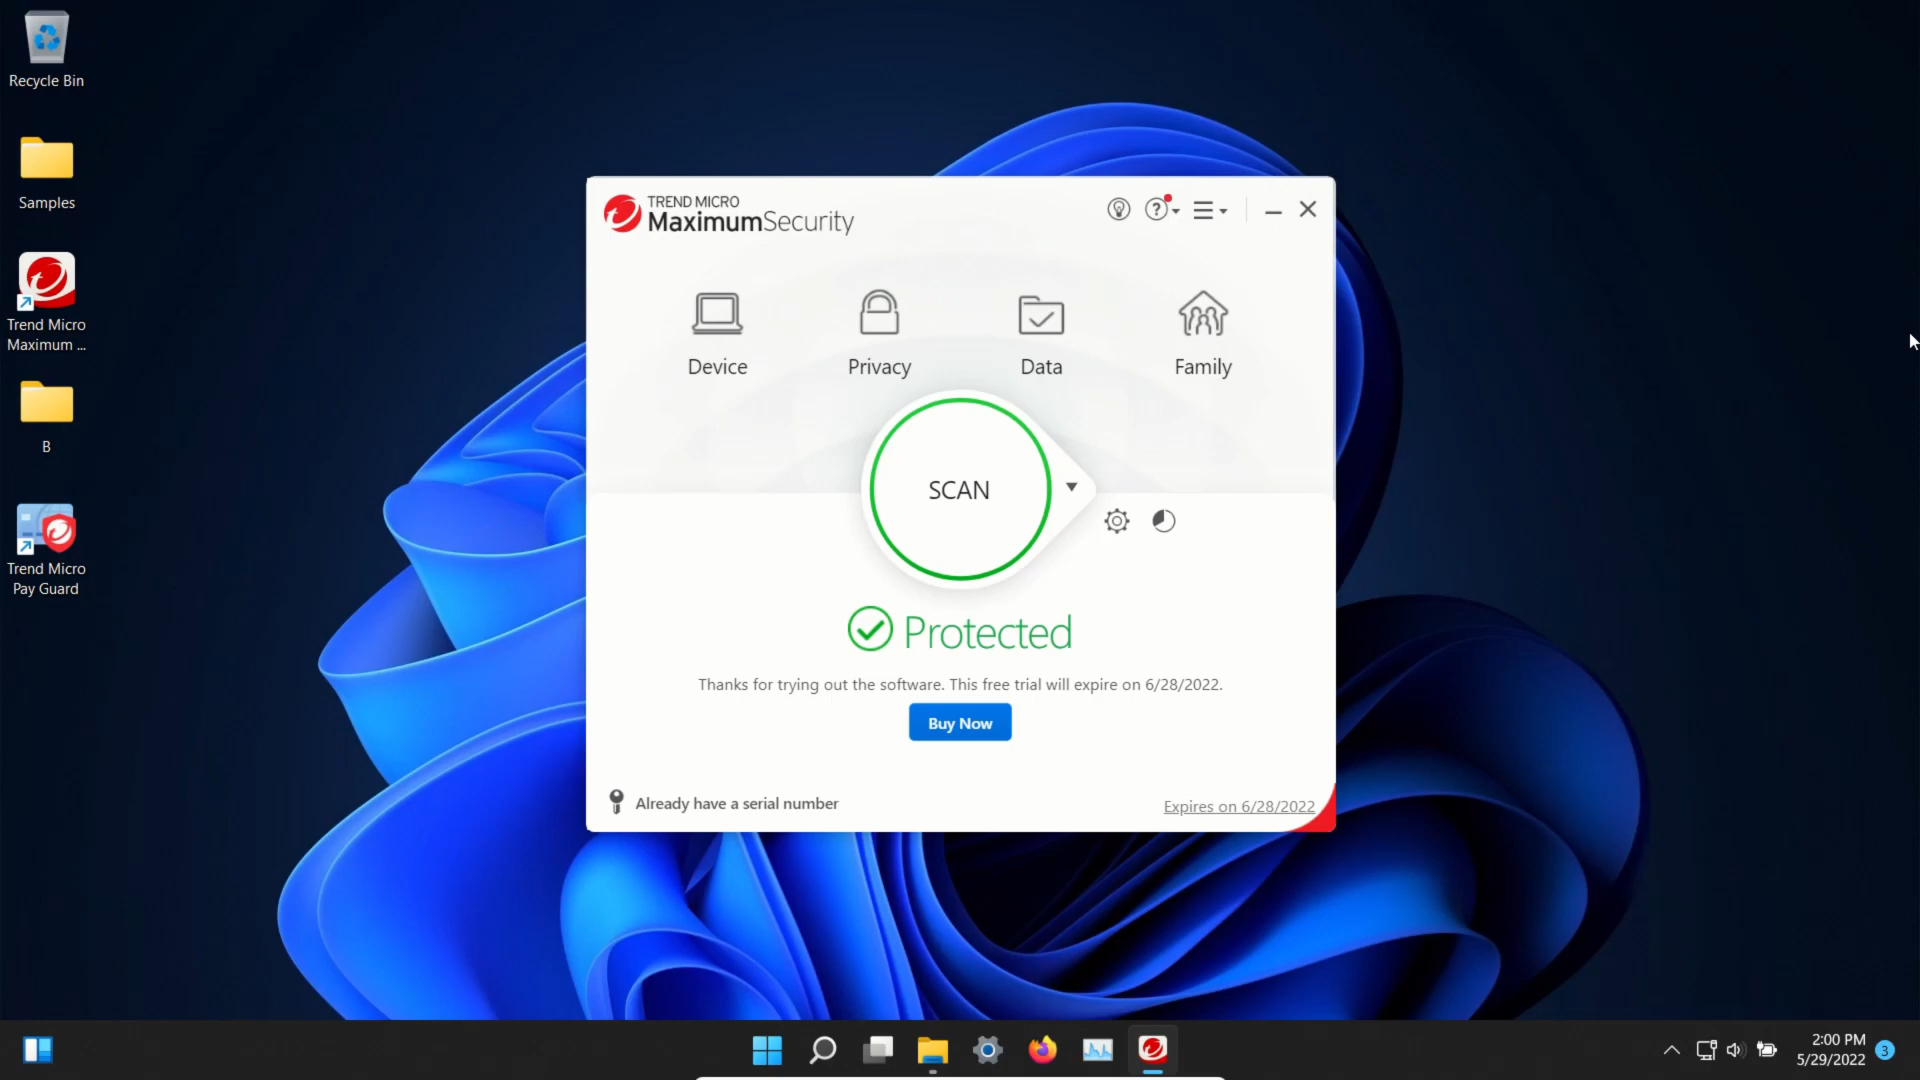 Recycle Bin
Samples
Trend Micro
Maximum ...
B
Trend Micro
Pay Guard
TREND MICRO
MaximumSecurity
Device
Privacy
Data
Family
SCAN
Protected
Thanks for trying out the software. This free trial will expire on 6/28/2022.
Buy Now
Already have a serial number
Expires on 6/28/2022
2:00 PM
5/29/2022
3